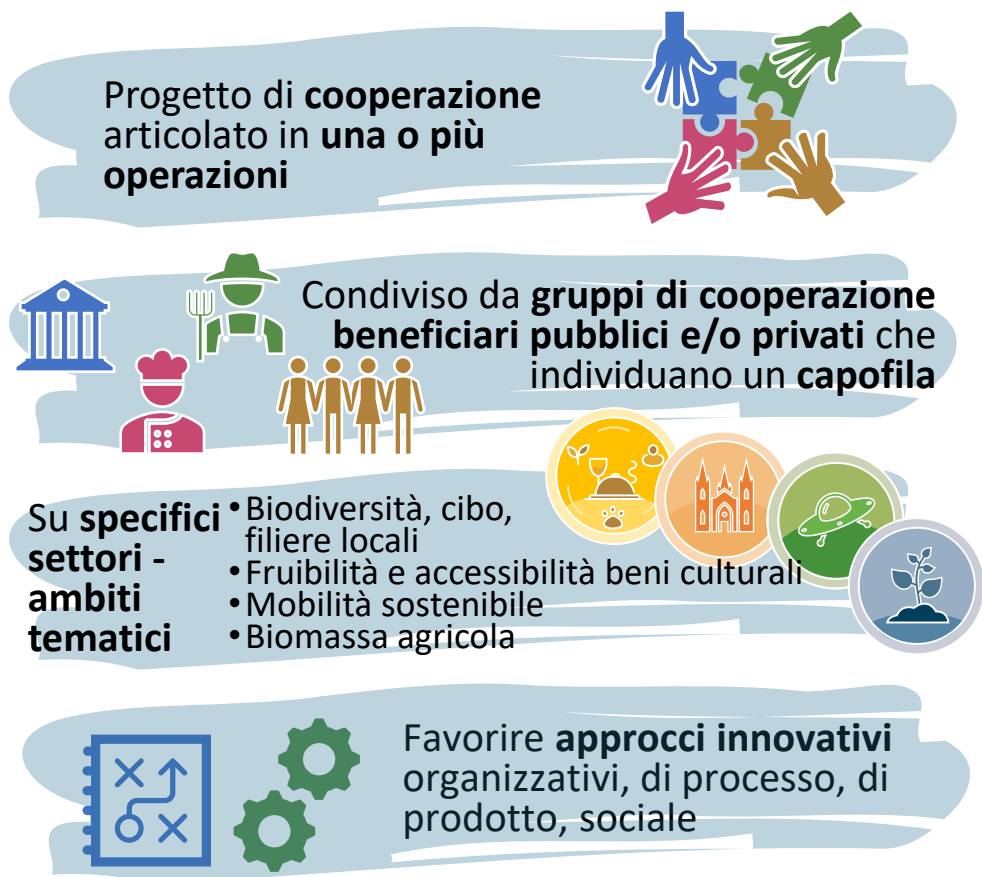 Progetto di cooperazione
articolato in una o più
operazioni
Condiviso da gruppi di cooperazione
beneficiari pubblici e/o privati che
individuano un capofila
Su specifici
settori -
ambiti
tematici
•Biodiversità, cibo,
filiere locali
•Fruibilità e accessibilità beni culturali
•Mobilità sostenibile
•Biomassa agricola
Favorire approcci innovativi
organizzativi, di processo, di
prodotto, sociale